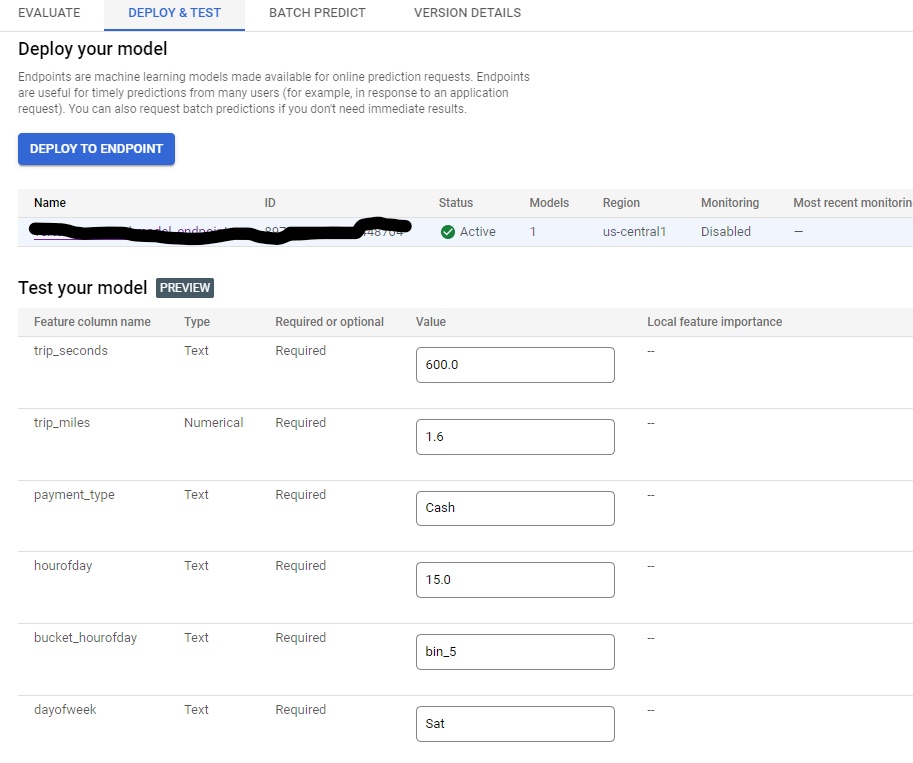 EVALUATE DEPLOY & TEST BATCH PREDICT VERSION DETAILS
Deploy your model
Endpoints are machine learning models made available for online prediction requests. Endpoints
are useful for timely predictions from many users (for example, in response to an application
request). You can also request batch predictions if you don't need immediate results.
DEPLOY TO ENDPOINT
Name ID Status Models Region Monitoring Most recent monitorin
Active 1 us-central1 Disabled —
Test your model PREVIEW
Feature column name Type Required or optional Value Local feature importance
trip_seconds Text Required 600.0 --
trip_miles Numerical Required 1.6 --
payment_type Text Required Cash --
hourofday Text Required 15.0 --
bucket_hourofday Text Required bin_5 --
dayofweek Text Required Sat --